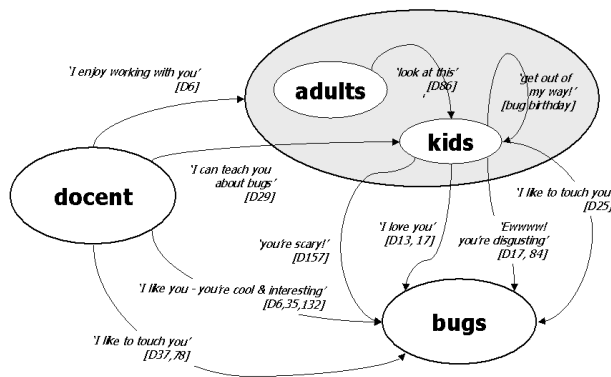 ‘I enjoy working with you’
[D6]
adults
‘look at this’
[D86]
‘get out of
my way!’
[bug birthday]
kids
docent
‘I can teach you
about bugs’
[D29]
‘I like to touch you’
[D25]
‘you’re scary!’
[D157]
‘I love you’
[D13, 17]
‘Ewwww!
you’re disgusting’
[D17, 84]
‘I like you - you’re cool & interesting’
[D6,35,132]
bugs
‘I like to touch you’
[D37,78]